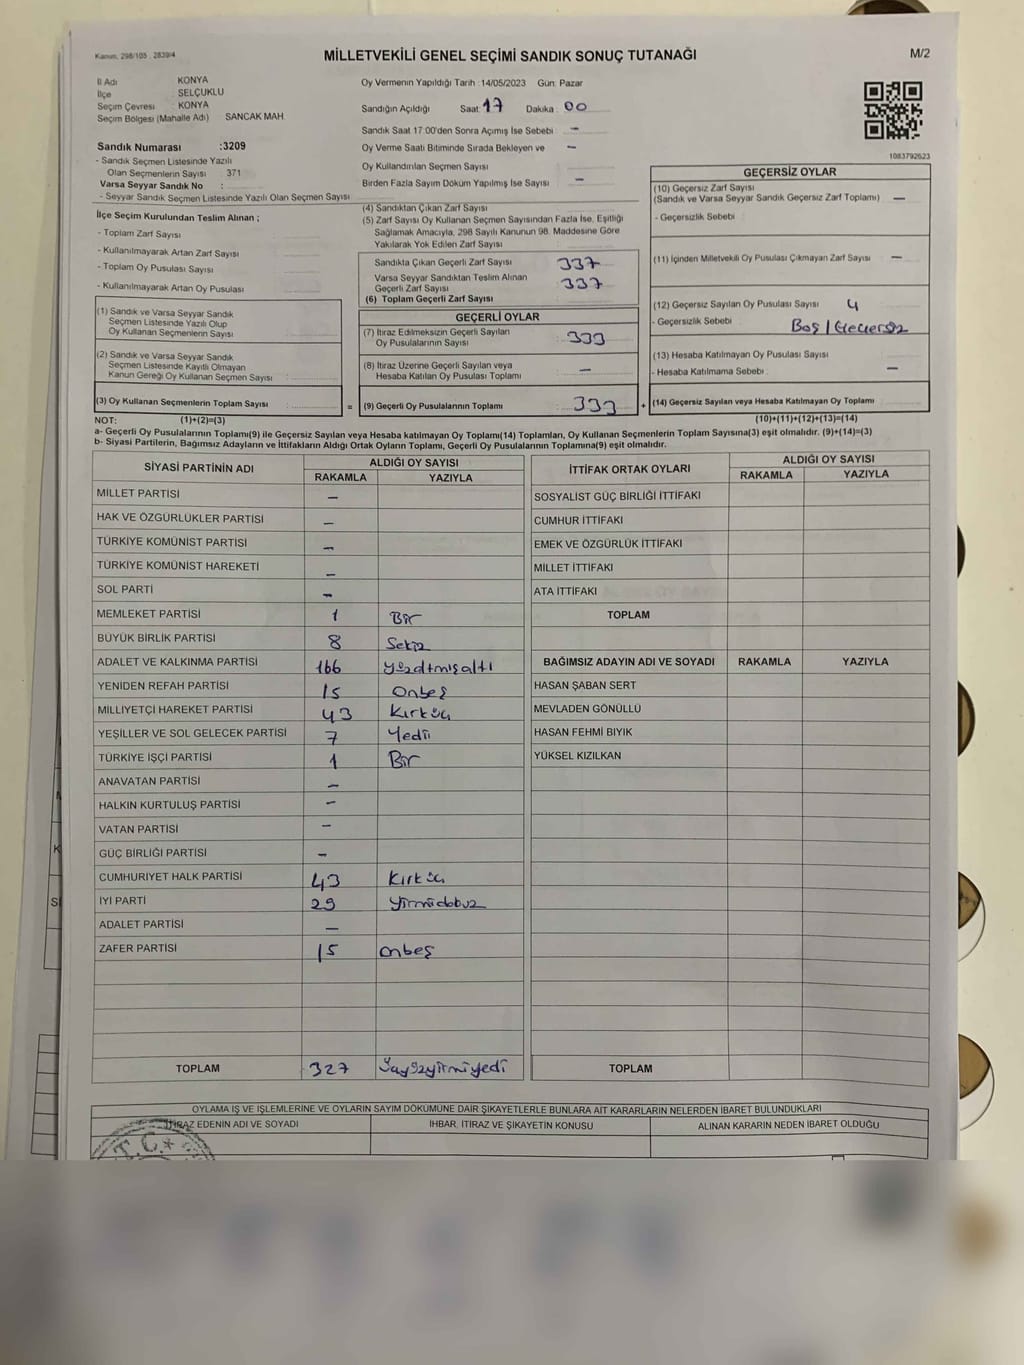 Kanun, 298/105 , 2839/4
MİLLETVEKİLİ GENEL SEÇİMİ SANDIK SONUÇ TUTANAĞI
M/2
İl Adı KONYA
İlçe SELÇUKLU
Seçim Çevresi : KONYA
Seçim Bölgesi (Mahalle Adı) SANCAK MAH
Sandık Numarası :3209
- Sandık Seçmen Listesinde Yazılı
Olan Seçmenlerin Sayısı : 371
Varsa Seyyar Sandık No :
- Seyyar Sandık Seçmen Listesinde Yazılı Olan Seçmen Sayısı
Oy Vermenin Yapıldığı Tarih :14/05/2023 Gün: Pazar
Sandığın Açıldığı Saat: 17 Dakika : 00
Sandık Saat 17:00'den Sonra Açılmış İse Sebebi : —
Oy Verme Saati Bitiminde Sırada Bekleyen ve —
Oy Kullandırılan Seçmen Sayısı
Birden Fazla Sayım Döküm Yapılmış İse Sayısı : —
1083792623
İlçe Seçim Kurulundan Teslim Alınan ;
- Toplam Zarf Sayısı
- Kullanılmayarak Artan Zarf Sayısı
- Toplam Oy Pusulası Sayısı
- Kullanılmayarak Artan Oy Pusulası
(1) Sandık ve Varsa Seyyar Sandık
Seçmen Listesinde Yazılı Olup
Oy Kullanan Seçmenlerin Sayısı
(2) Sandık ve Varsa Seyyar Sandık
Seçmen Listesinde Kayıtlı Olmayan
Kanun Gereği Oy Kullanan Seçmen Sayısı
(3) Oy Kullanan Seçmenlerin Toplam Sayısı =
(4) Sandıktan Çıkan Zarf Sayısı
(5) Zarf Sayısı Oy Kullanan Seçmen Sayısından Fazla İse, Eşitliği
Sağlamak Amacıyla, 298 Sayılı Kanunun 98. Maddesine Göre
Yakılarak Yok Edilen Zarf Sayısı
Sandıkta Çıkan Geçerli Zarf Sayısı 337
Varsa Seyyar Sandıktan Teslim Alınan
Geçerli Zarf Sayısı 337
(6) Toplam Geçerli Zarf Sayısı
GEÇERLİ OYLAR
(7) İtiraz Edilmeksizin Geçerli Sayılan
Oy Pusulalarının Sayısı 333
(8) İtiraz Üzerine Geçerli Sayılan veya
Hesaba Katılan Oy Pusulası Toplamı —
(9) Geçerli Oy Pusulalarının Toplamı : 333 +
GEÇERSİZ OYLAR
(10) Geçersiz Zarf Sayısı
(Sandık ve Varsa Seyyar Sandık Geçersiz Zarf Toplamı) —
- Geçersizlik Sebebi
(11) İçinden Milletvekili Oy Pusulası Çıkmayan Zarf Sayısı —
(12) Geçersiz Sayılan Oy Pusulası Sayısı 4
- Geçersizlik Sebebi : Boş / Geçersiz
(13) Hesaba Katılmayan Oy Pusulası Sayısı
- Hesaba Katılmama Sebebi : —
(14) Geçersiz Sayılan veya Hesaba Katılmayan Oy Toplamı
NOT: (1)+(2)=(3) (10)+(11)+(12)+(13)=(14)
a- Geçerli Oy Pusulalarının Toplamı(9) ile Geçersiz Sayılan veya Hesaba katılmayan Oy Toplamı(14) Toplamları, Oy Kullanan Seçmenlerin Toplam Sayısına(3) eşit olmalıdır. (9)+(14)=(3)
b- Siyasi Partilerin, Bağımsız Adayların ve İttifakların Aldığı Ortak Oyların Toplamı, Geçerli Oy Pusulalarının Toplamına(9) eşit olmalıdır.
SİYASİ PARTİNİN ADI ALDIĞI OY SAYISI
RAKAMLA YAZIYLA
MİLLET PARTİSİ —
HAK VE ÖZGÜRLÜKLER PARTİSİ —
TÜRKİYE KOMÜNİST PARTİSİ —
TÜRKİYE KOMÜNİST HAREKETİ —
SOL PARTİ —
MEMLEKET PARTİSİ 1 Bir
BÜYÜK BİRLİK PARTİSİ 8 Sekiz
ADALET VE KALKINMA PARTİSİ 166 Yüzatmışaltı
YENİDEN REFAH PARTİSİ 15 Onbeş
MİLLİYETÇİ HAREKET PARTİSİ 43 Kırküç
YEŞİLLER VE SOL GELECEK PARTİSİ 7 Yedi
TÜRKİYE İŞÇİ PARTİSİ 1 Bir
ANAVATAN PARTİSİ —
HALKIN KURTULUŞ PARTİSİ —
VATAN PARTİSİ —
GÜÇ BİRLİĞİ PARTİSİ —
CUMHURİYET HALK PARTİSİ 43 Kırküç
İYİ PARTİ 29 Yirmidokuz
ADALET PARTİSİ —
ZAFER PARTİSİ 15 onbeş
TOPLAM 327
İTTİFAK ORTAK OYLARI ALDIĞI OY SAYISI
RAKAMLA YAZIYLA
SOSYALİST GÜÇ BİRLİĞİ İTTİFAKI
CUMHUR İTTİFAKI
EMEK VE ÖZGÜRLÜK İTTİFAKI
MİLLET İTTİFAKI
ATA İTTİFAKI
TOPLAM
BAĞIMSIZ ADAYIN ADI VE SOYADI RAKAMLA YAZIYLA
HASAN ŞABAN SERT
MEVLADEN GÖNÜLLÜ
HASAN FEHMİ BIYIK
YÜKSEL KIZILKAN
TOPLAM
OYLAMA İŞ VE İŞLEMLERİNE VE OYLARIN SAYIM DÖKÜMÜNE DAİR ŞİKAYETLERLE BUNLARA AİT KARARLARIN NELERDEN İBARET BULUNDUKLARI
İTİRAZ EDENİN ADI VE SOYADI İHBAR, İTİRAZ VE ŞİKAYETİN KONUSU ALINAN KARARIN NEDEN İBARET OLDUĞU
T.C.